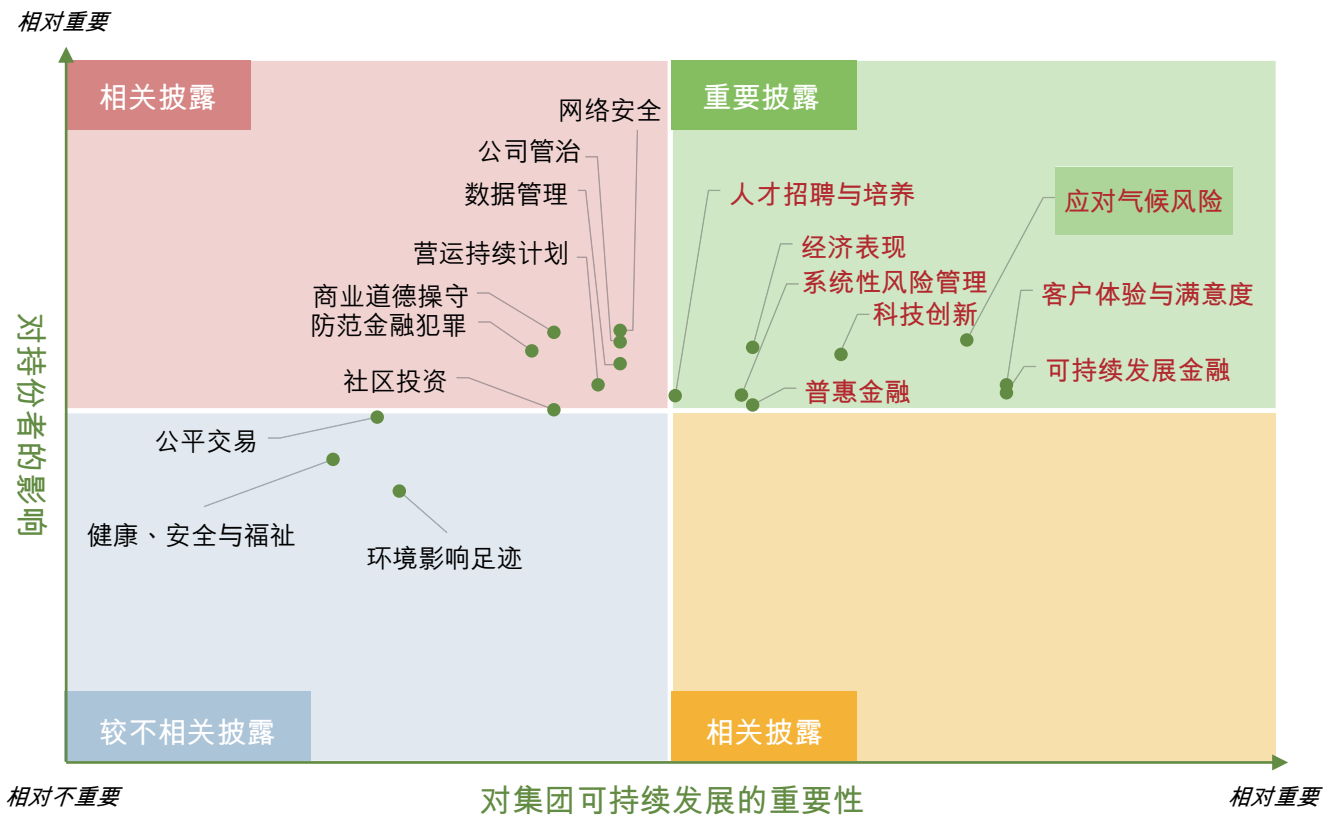 相对重要
相关披露
重要披露
网络安全
公司管治
数据管理
人才招聘与培养
应对气候风险
营运持续计划
经济表现
系统性风险管理
商业道德操守
客户体验与满意度
防范金融犯罪
科技创新
社区投资
可持续发展金融
普惠金融
公平交易
健康、安全与福祉
环境影响足迹
对持份者的影响
较不相关披露
相关披露
相对不重要
对集团可持续发展的重要性
相对重要